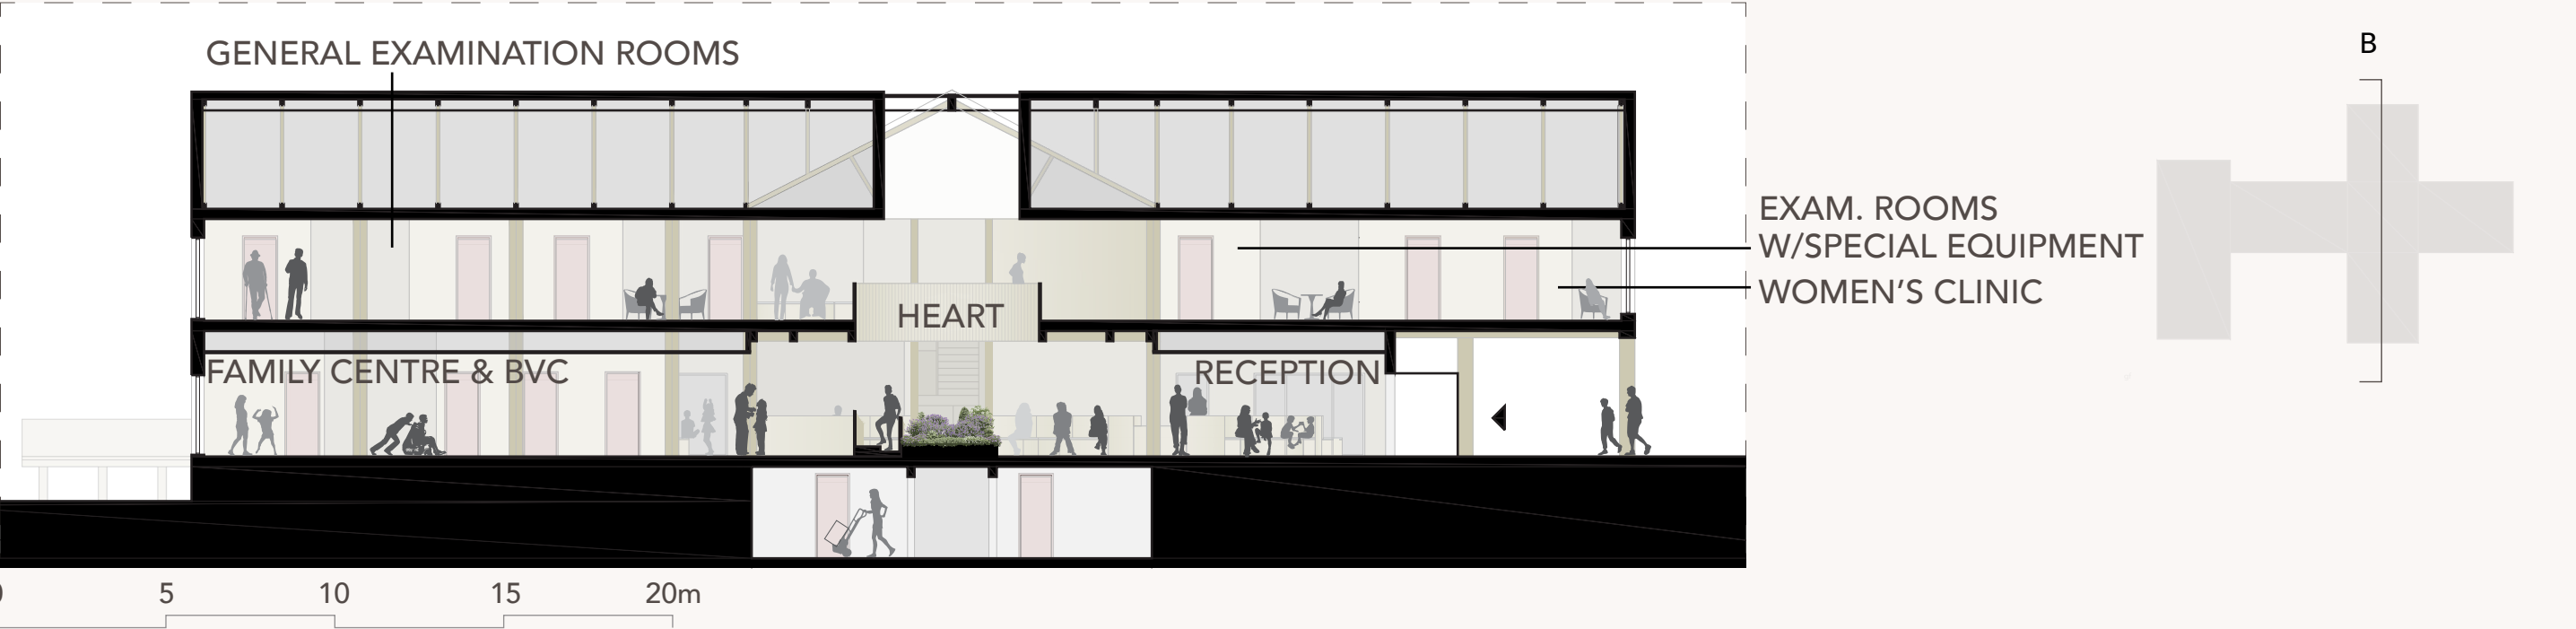 GENERAL EXAMINATION ROOMS
B
EXAM. ROOMS
W/SPECIAL EQUIPMENT
WOMEN'S CLINIC
HEART
FAMILY CENTRE & BVC
RECEPTION
0 5 10 15 20m